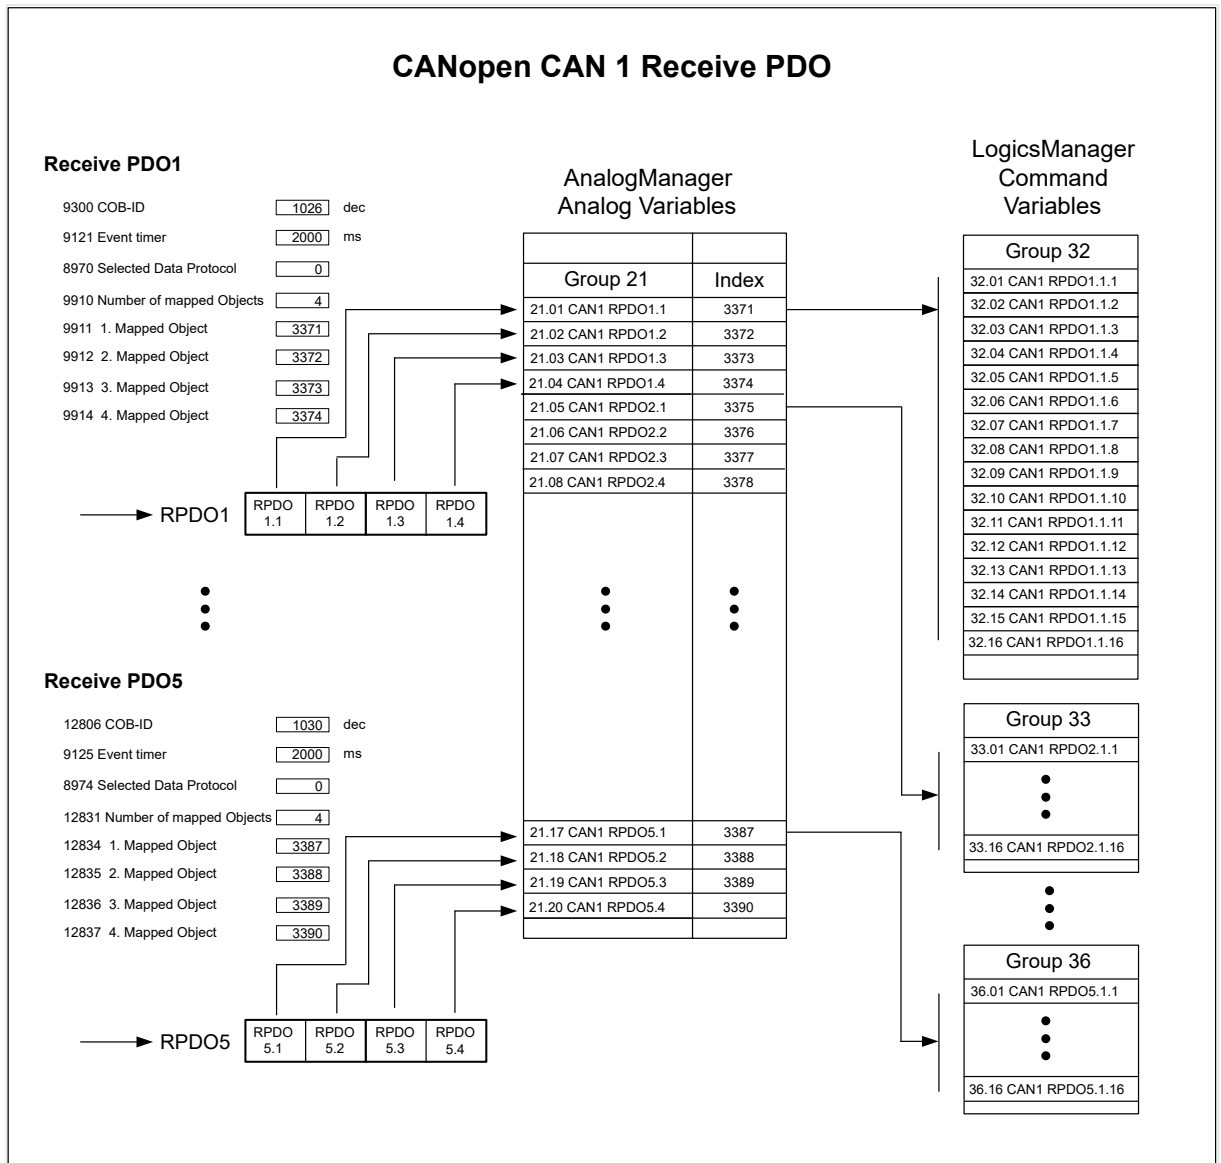 CANopen CAN 1 Receive PDO
Receive PDO1
9300 COB-ID 1026 dec
9121 Event timer 2000 ms
8970 Selected Data Protocol 0
9910 Number of mapped Objects 4
9911 1. Mapped Object 3371
9912 2. Mapped Object 3372
9913 3. Mapped Object 3373
9914 4. Mapped Object 3374
RPDO1
RPDO 1.1
RPDO 1.2
RPDO 1.3
RPDO 1.4
Receive PDO5
12806 COB-ID 1030 dec
9125 Event timer 2000 ms
8974 Selected Data Protocol 0
12831 Number of mapped Objects 4
12834 1. Mapped Object 3387
12835 2. Mapped Object 3388
12836 3. Mapped Object 3389
12837 4. Mapped Object 3390
RPDO5
RPDO 5.1
RPDO 5.2
RPDO 5.3
RPDO 5.4
AnalogManager
Analog Variables
Group 21 Index
21.01 CAN1 RPDO1.1 3371
21.02 CAN1 RPDO1.2 3372
21.03 CAN1 RPDO1.3 3373
21.04 CAN1 RPDO1.4 3374
21.05 CAN1 RPDO2.1 3375
21.06 CAN1 RPDO2.2 3376
21.07 CAN1 RPDO2.3 3377
21.08 CAN1 RPDO2.4 3378
21.17 CAN1 RPDO5.1 3387
21.18 CAN1 RPDO5.2 3388
21.19 CAN1 RPDO5.3 3389
21.20 CAN1 RPDO5.4 3390
LogicsManager
Command
Variables
Group 32
32.01 CAN1 RPDO1.1.1
32.02 CAN1 RPDO1.1.2
32.03 CAN1 RPDO1.1.3
32.04 CAN1 RPDO1.1.4
32.05 CAN1 RPDO1.1.5
32.06 CAN1 RPDO1.1.6
32.07 CAN1 RPDO1.1.7
32.08 CAN1 RPDO1.1.8
32.09 CAN1 RPDO1.1.9
32.10 CAN1 RPDO1.1.10
32.11 CAN1 RPDO1.1.11
32.12 CAN1 RPDO1.1.12
32.13 CAN1 RPDO1.1.13
32.14 CAN1 RPDO1.1.14
32.15 CAN1 RPDO1.1.15
32.16 CAN1 RPDO1.1.16
Group 33
33.01 CAN1 RPDO2.1.1
33.16 CAN1 RPDO2.1.16
Group 36
36.01 CAN1 RPDO5.1.1
36.16 CAN1 RPDO5.1.16